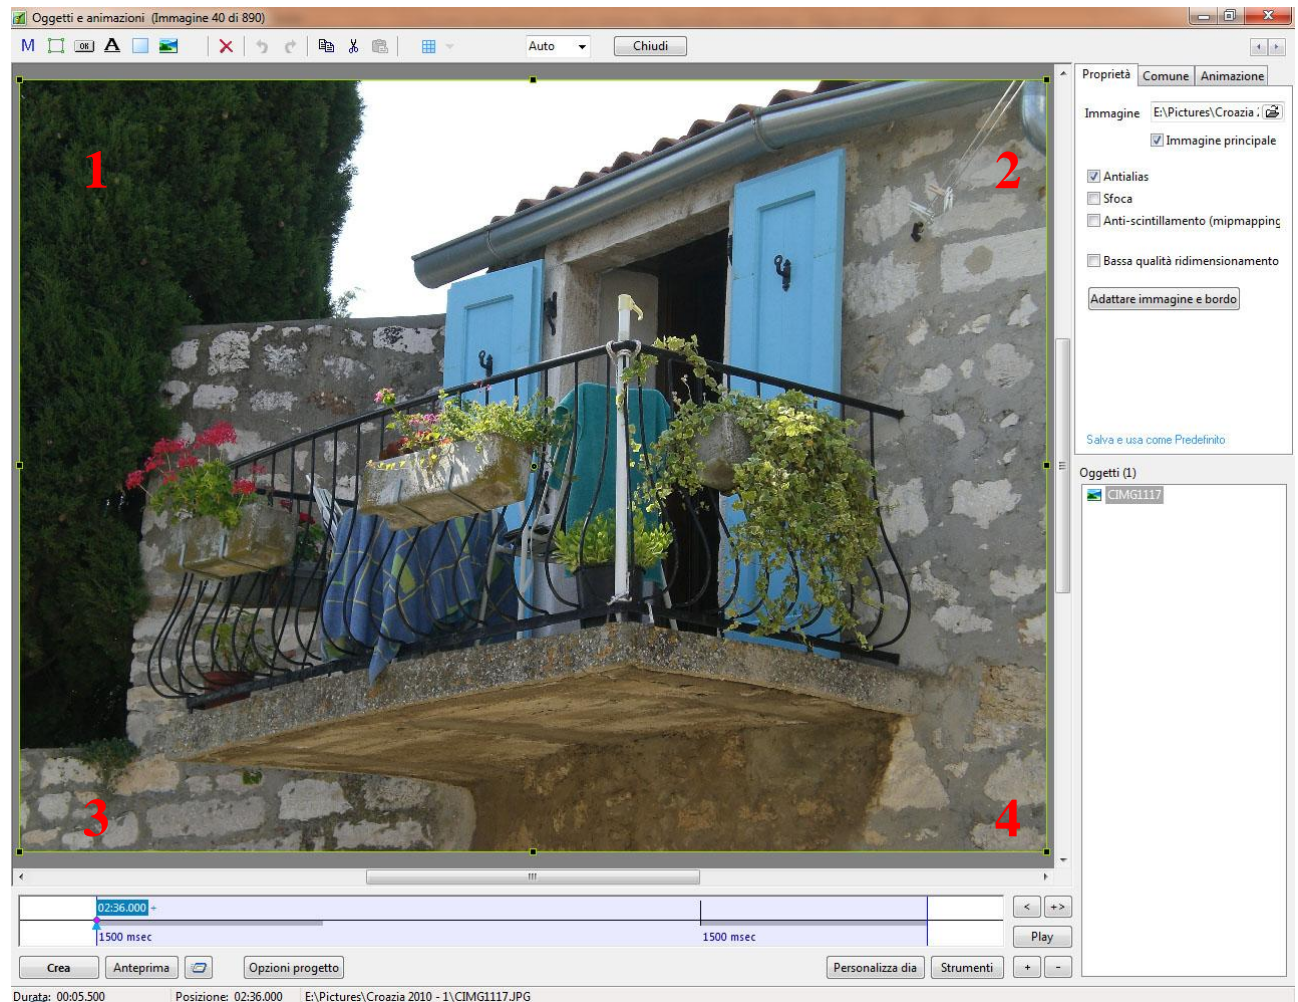 Oggetti e animazioni (Immagine 40 di 890)
M OK A Auto Chiudi
Proprietà Comune Animazione
Immagine E:\Pictures\Croazia 2
Immagine principale
Antialias
Sfoca
Anti-scintillamento (mipmapping
Bassa qualità ridimensionamento
Adattare immagine e bordo
Salva e usa come Predefinito
Oggetti (1)
CIMG1117
1
2
3
4
02:36.000 +
1500 msec 1500 msec
< +>
Play
Crea Anteprima Opzioni progetto Personalizza dia Strumenti + -
Durata: 00:05.500 Posizione: 02:36.000 E:\Pictures\Croazia 2010 - 1\CIMG1117.JPG